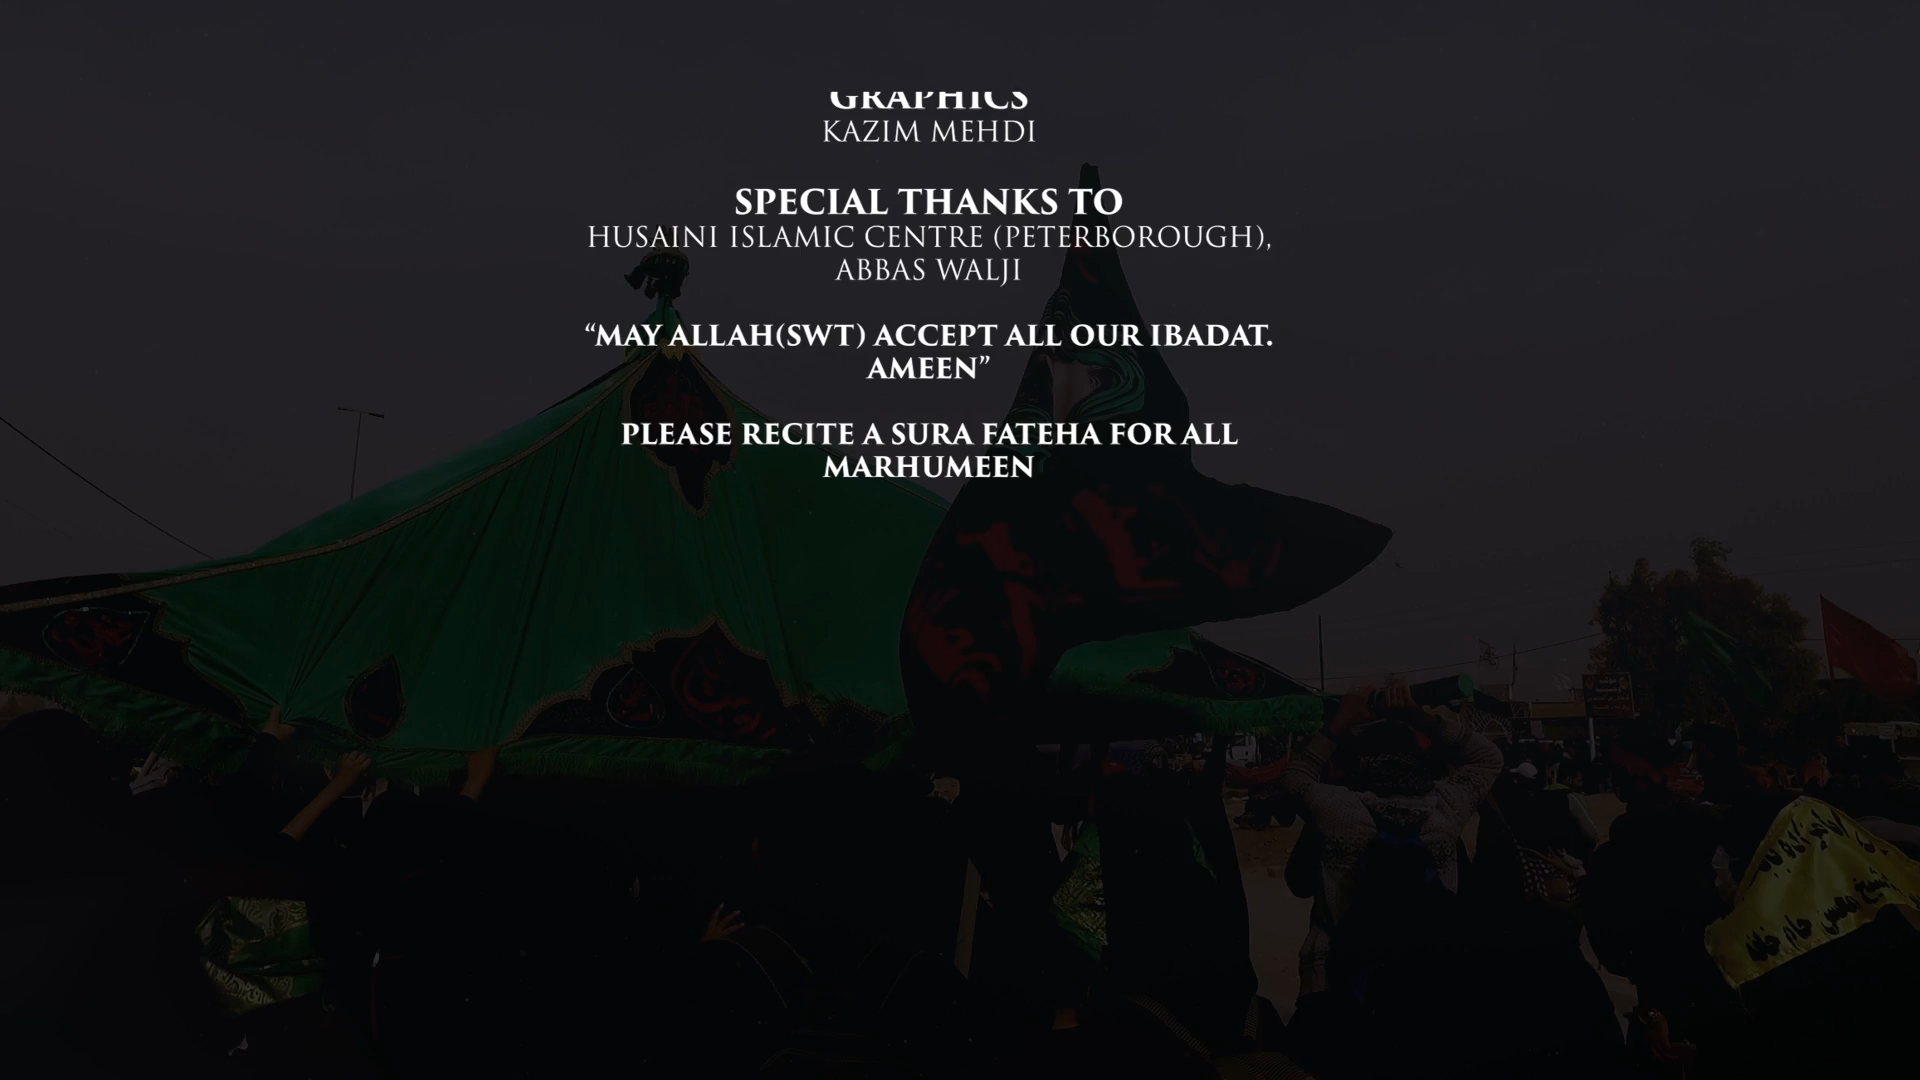 GRAPHICS
KAZIM MEHDI
SPECIAL THANKS TO
HUSAINI ISLAMIC CENTRE (PETERBOROUGH),
ABBAS WALJI
“MAY ALLAH(SWT) ACCEPT ALL OUR IBADAT.
AMEEN”
PLEASE RECITE A SURA FATEHA FOR ALL
MARHUMEEN